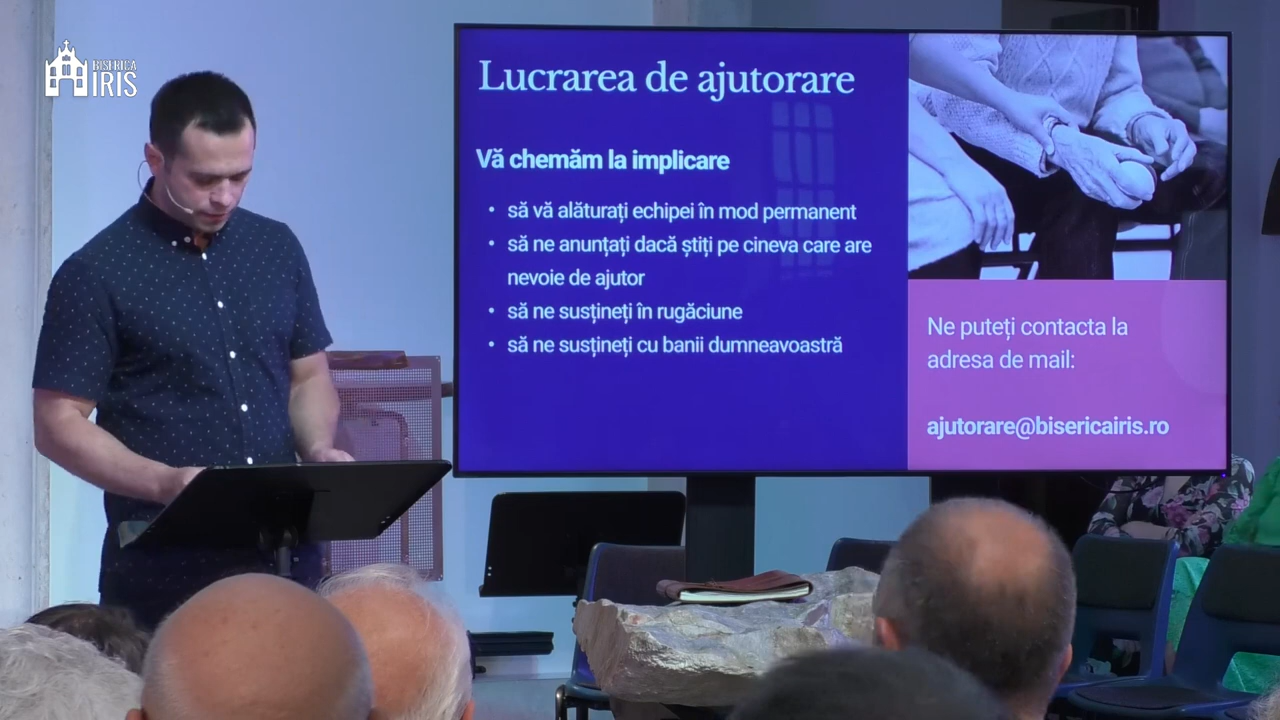 BISERICA
IRIS
Lucrarea de ajutorare
Vă chemăm la implicare
• să vă alăturați echipei în mod permanent
• să ne anunțați dacă știți pe cineva care are
nevoie de ajutor
• să ne susțineți în rugăciune
• să ne susțineți cu banii dumneavoastră
Ne puteți contacta la
adresa de mail:
ajutorare@bisericairis.ro